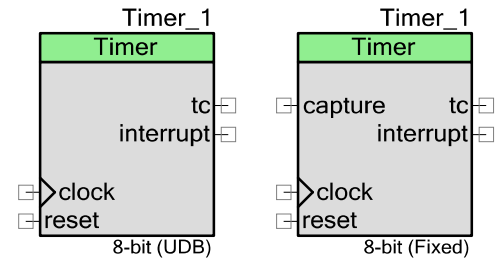 Timer_1
Timer
tc
interrupt
clock
reset
8-bit (UDB)
Timer_1
Timer
capture tc
interrupt
clock
reset
8-bit (Fixed)